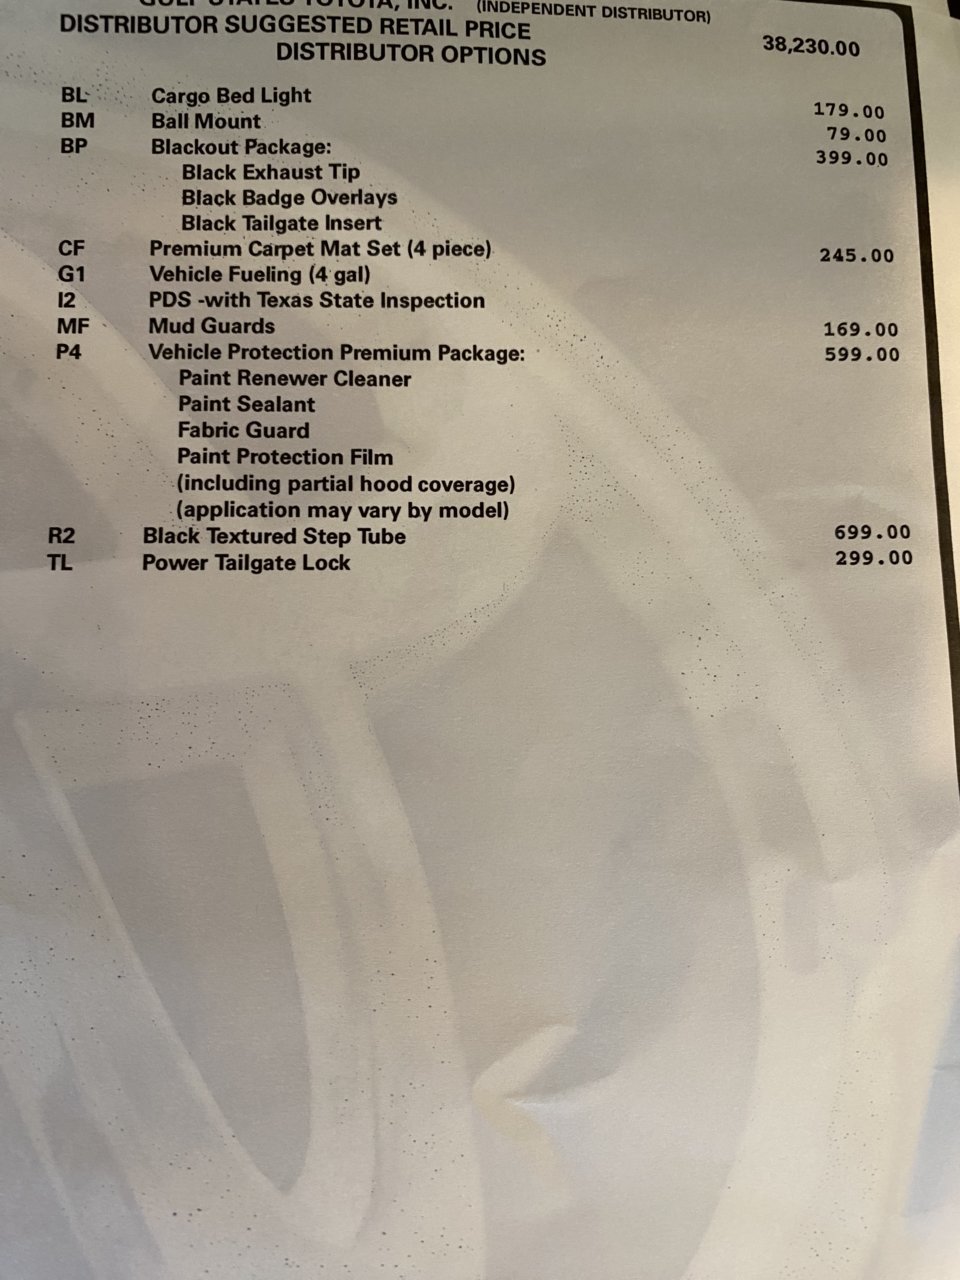 GULF STATES TOYOTA, INC. (INDEPENDENT DISTRIBUTOR)
DISTRIBUTOR SUGGESTED RETAIL PRICE 38,230.00
DISTRIBUTOR OPTIONS
BL Cargo Bed Light 179.00
BM Ball Mount 79.00
BP Blackout Package: 399.00
Black Exhaust Tip
Black Badge Overlays
Black Tailgate Insert
CF Premium Carpet Mat Set (4 piece) 245.00
G1 Vehicle Fueling (4 gal)
I2 PDS -with Texas State Inspection
MF Mud Guards 169.00
P4 Vehicle Protection Premium Package: 599.00
Paint Renewer Cleaner
Paint Sealant
Fabric Guard
Paint Protection Film
(including partial hood coverage)
(application may vary by model)
R2 Black Textured Step Tube 699.00
TL Power Tailgate Lock 299.00